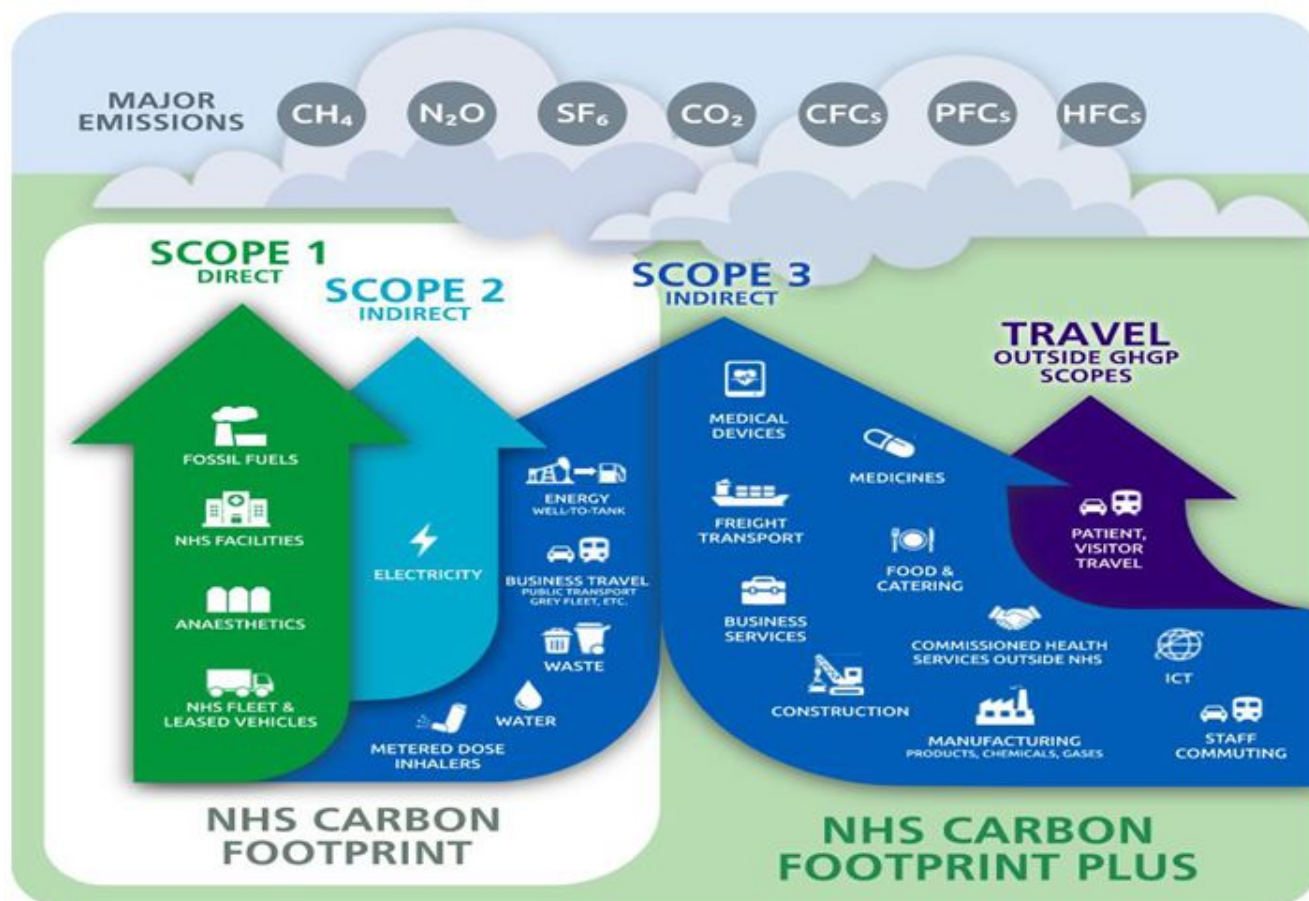 MAJOR
EMISSIONS
CH₄
N₂O
SF₆
CO₂
CFCs
PFCs
HFCs
SCOPE 1
DIRECT
SCOPE 2
INDIRECT
SCOPE 3
INDIRECT
TRAVEL
OUTSIDE GHGP
SCOPES
FOSSIL FUELS
NHS FACILITIES
ANAESTHETICS
NHS FLEET &
LEASED VEHICLES
ELECTRICITY
ENERGY
WELL-TO-TANK
BUSINESS TRAVEL
PUBLIC TRANSPORT
GREY FLEET, ETC.
WASTE
WATER
METERED DOSE
INHALERS
MEDICAL
DEVICES
MEDICINES
FREIGHT
TRANSPORT
FOOD &
CATERING
BUSINESS
SERVICES
COMMISSIONED HEALTH
SERVICES OUTSIDE NHS
CONSTRUCTION
MANUFACTURING
PRODUCTS, CHEMICALS, GASES
ICT
STAFF
COMMUTING
PATIENT,
VISITOR
TRAVEL
NHS CARBON
FOOTPRINT
NHS CARBON
FOOTPRINT PLUS